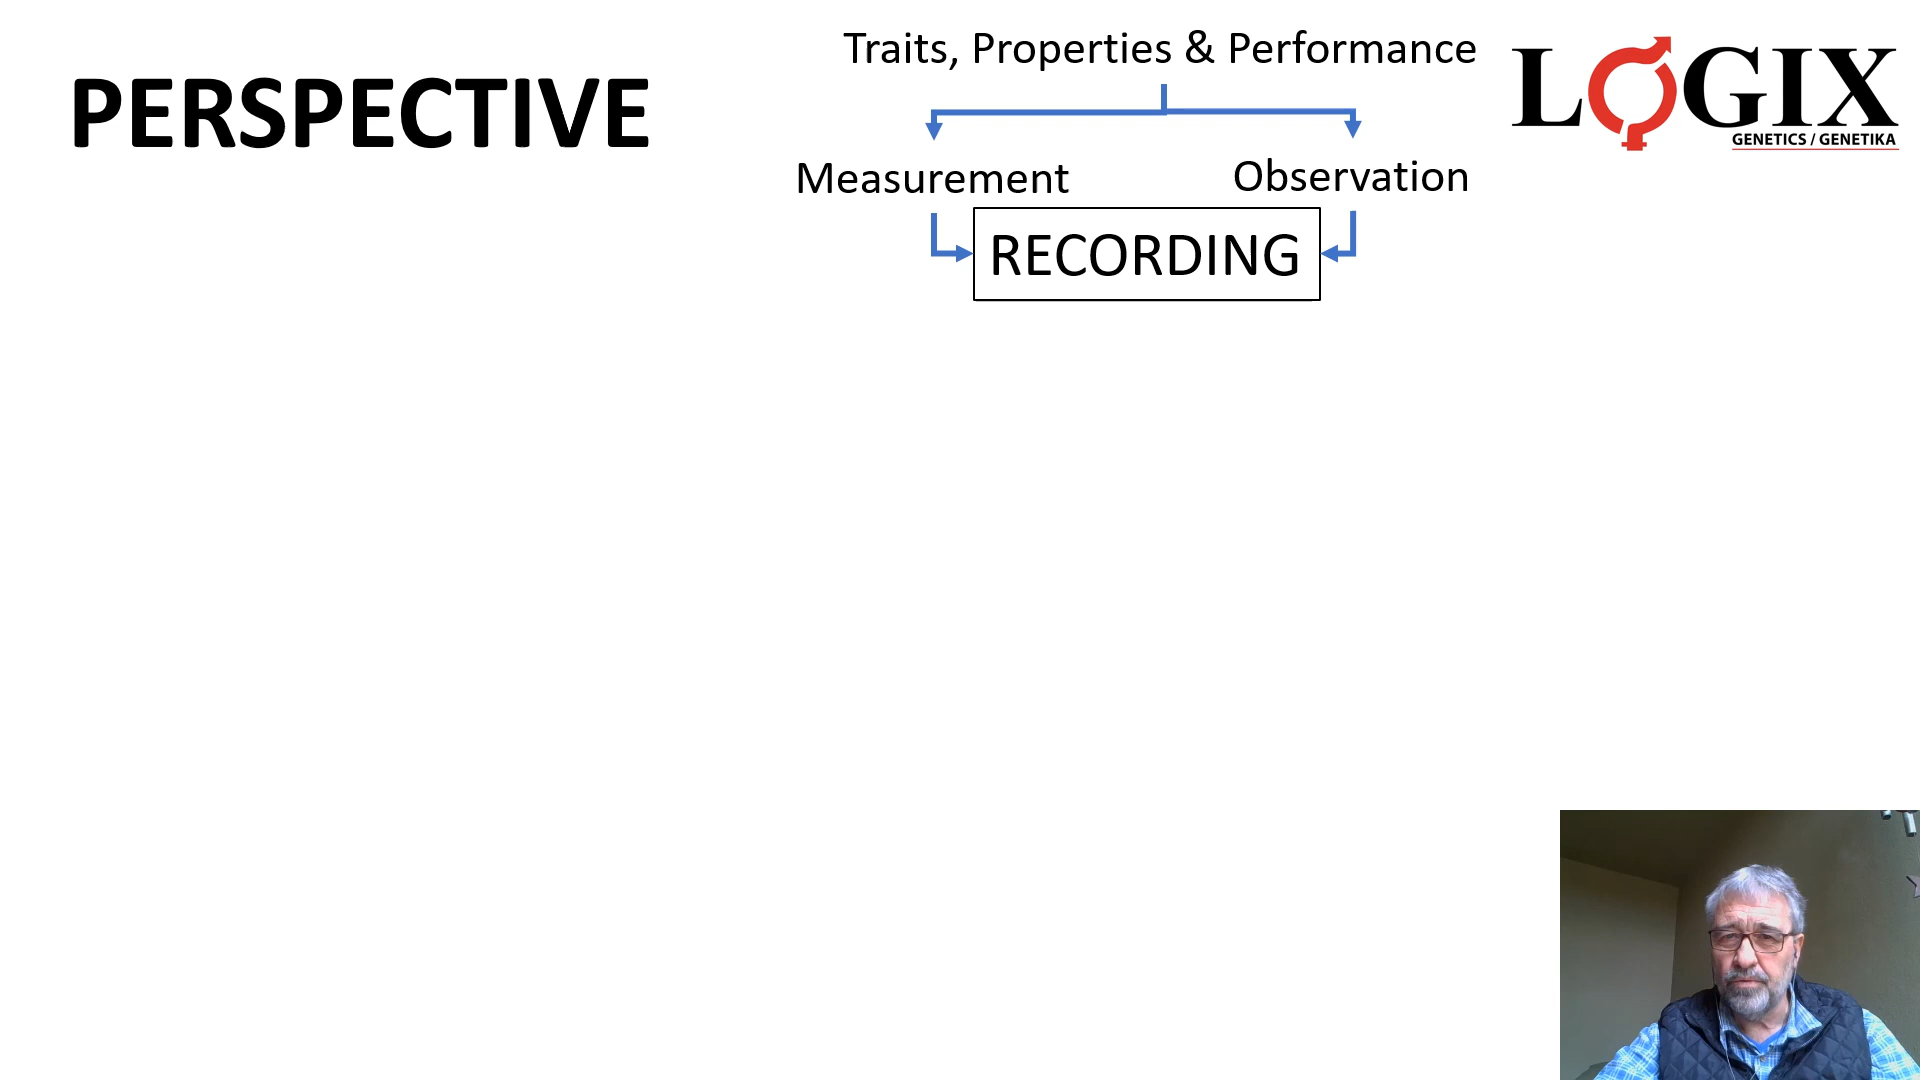 PERSPECTIVE
Traits, Properties & Performance
Measurement
Observation
RECORDING
LOGIX
GENETICS / GENETIKA